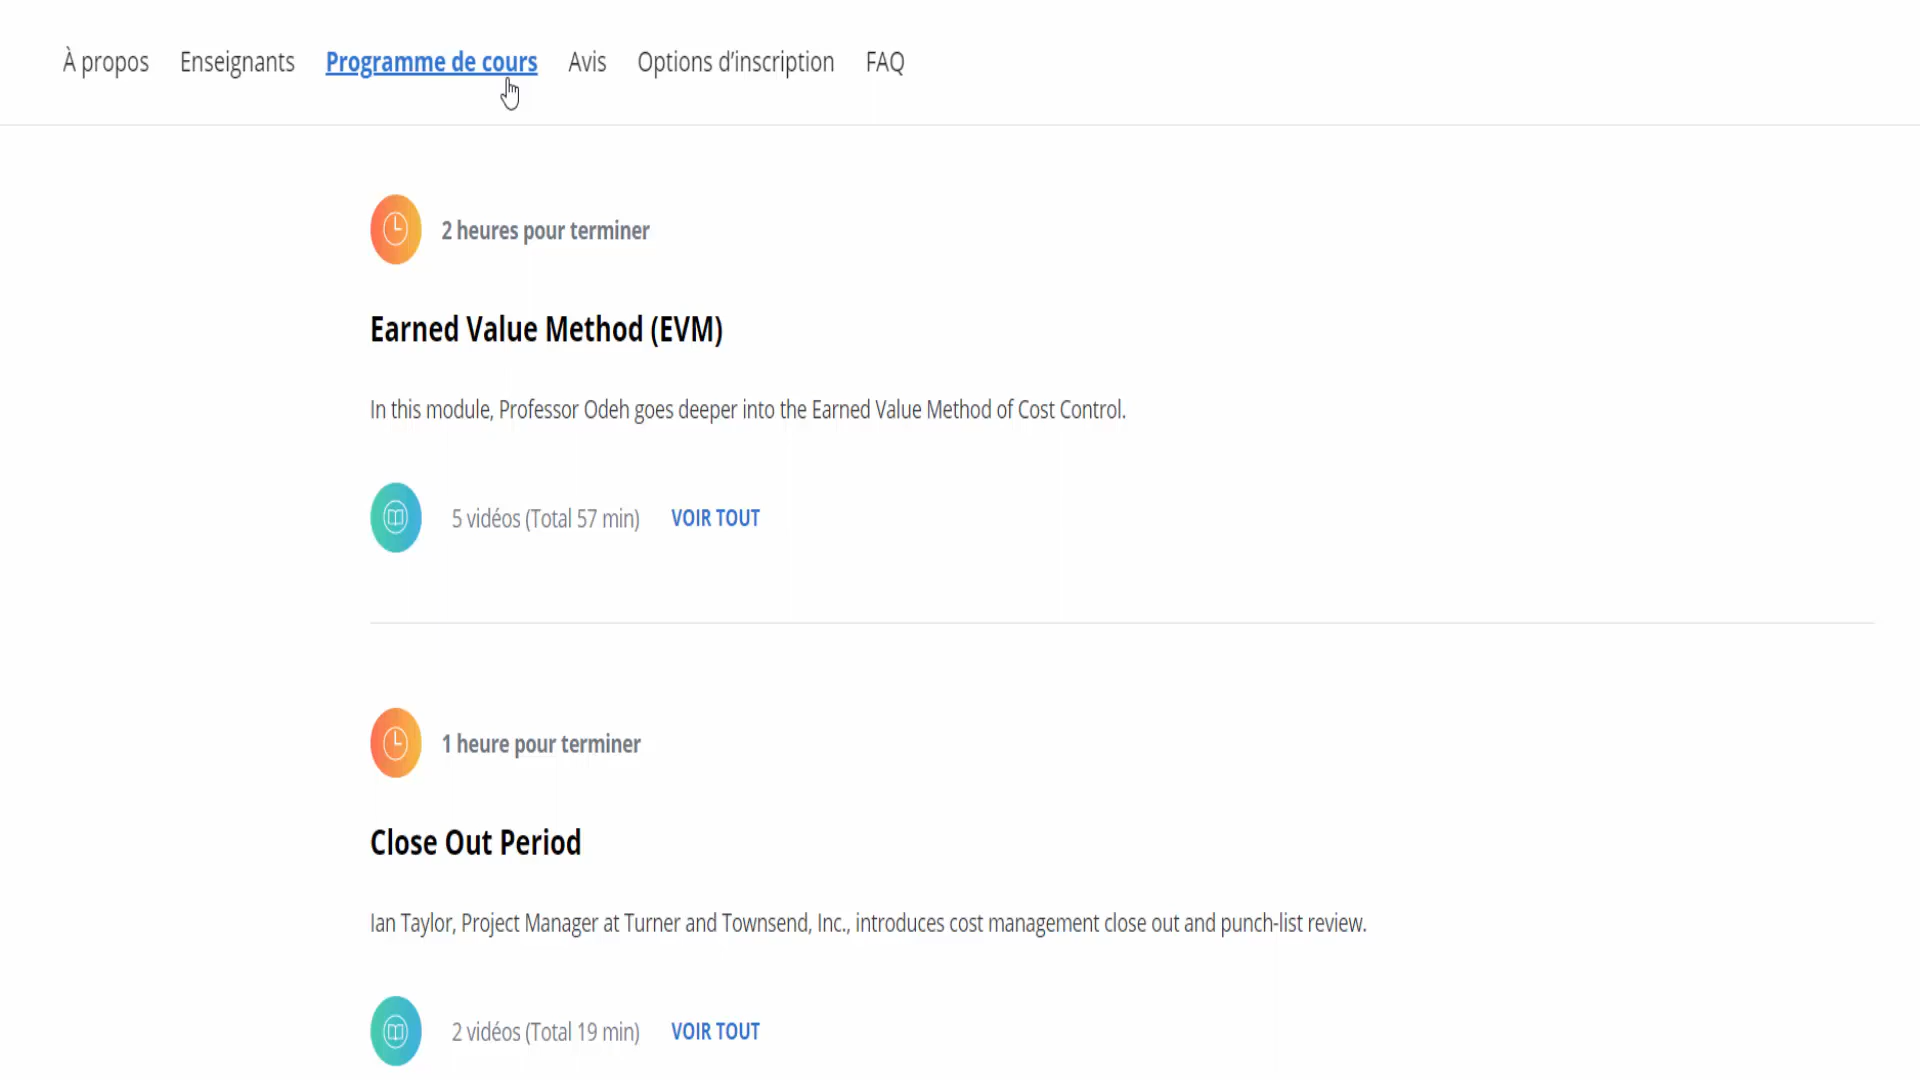 À propos Enseignants Programme de cours Avis Options d’inscription FAQ
2 heures pour terminer
Earned Value Method (EVM)
In this module, Professor Odeh goes deeper into the Earned Value Method of Cost Control.
5 vidéos (Total 57 min) VOIR TOUT
1 heure pour terminer
Close Out Period
Ian Taylor, Project Manager at Turner and Townsend, Inc., introduces cost management close out and punch-list review.
2 vidéos (Total 19 min) VOIR TOUT